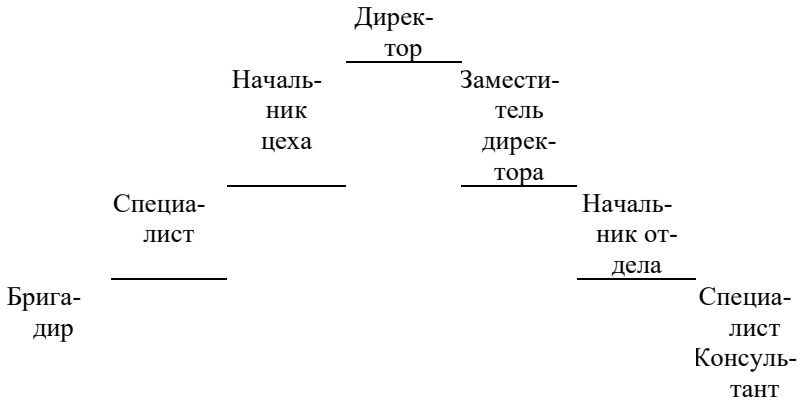 Дирек-
тор
Началь-
ник
цеха
Замести-
тель
дирек-
тора
Специа-
лист
Началь-
ник от-
дела
Брига-
дир
Специа-
лист
Консуль-
тант